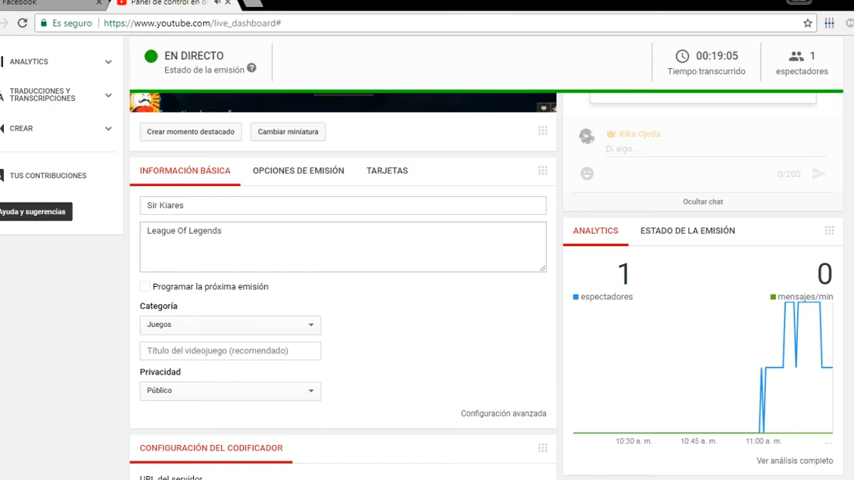 Facebook
Panel de control en d
Es seguro
https://www.youtube.com/live_dashboard#
ANALYTICS
TRADUCCIONES Y
TRANSCRIPCIONES
CREAR
TUS CONTRIBUCIONES
Ayuda y sugerencias
EN DIRECTO
Estado de la emisión
00:19:05
Tiempo transcurrido
1
espectadores
Crear momento destacado
Cambiar miniatura
INFORMACIÓN BÁSICA
OPCIONES DE EMISIÓN
TARJETAS
Sir Kiares
League Of Legends
Programar la próxima emisión
Categoría
Juegos
Título del videojuego (recomendado)
Privacidad
Público
Configuración avanzada
CONFIGURACIÓN DEL CODIFICADOR
URL del servidor
Kike Ojeda
Di algo...
0/200
Ocultar chat
ANALYTICS
ESTADO DE LA EMISIÓN
1
espectadores
0
mensajes/min
10:30 a. m.
10:45 a. m.
11:00 a. m.
...
Ver análisis completo